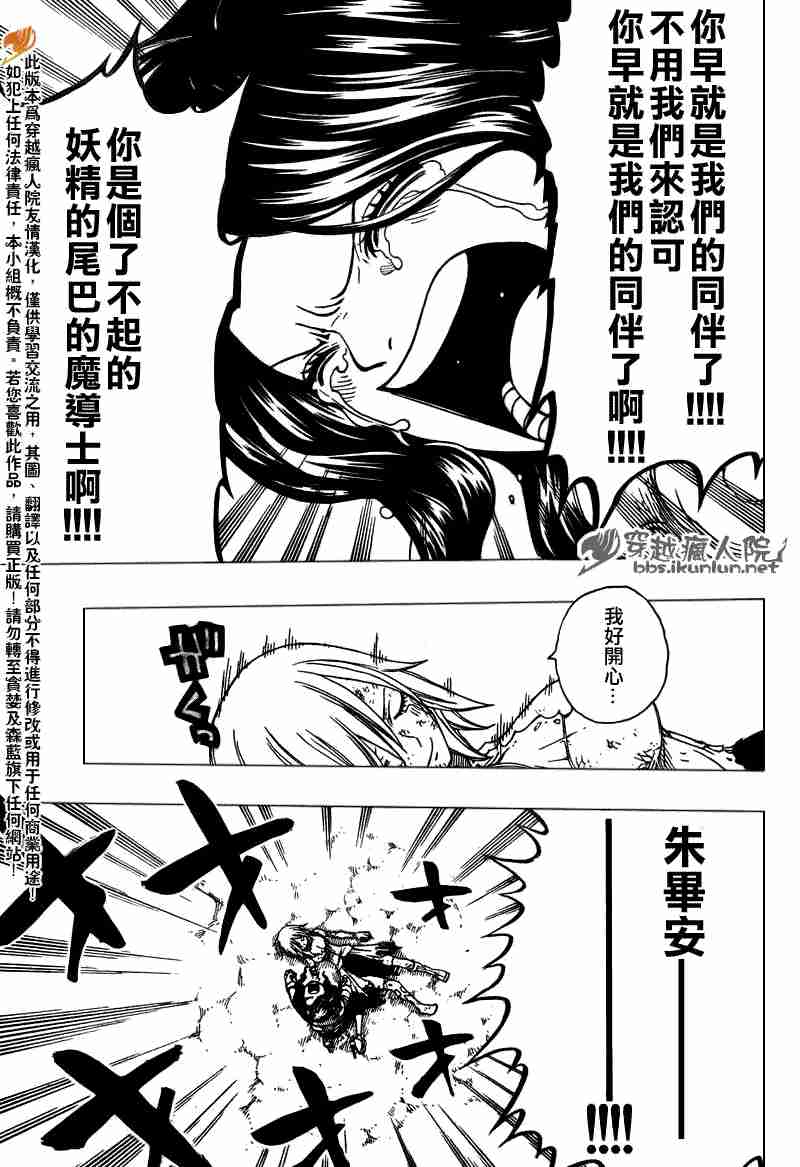 你早就是我們的同伴了!!!!
不用我們來認可
你早就是我們的同伴了啊!!!!
你是個了不起的
妖精的尾巴的魔導士啊!!!!
穿越瘋人院
bbs.ikunlun.net
我好開心…
朱畢安
!!!!
此版本爲穿越瘋人院友情漢化，僅供學習交流之用，其圖、翻譯以及任何部分不得進行修改或用于任何商業用途！
如犯上任何法律責任，本小組概不負責。若您喜歡此作品，請購買正版！請勿轉至貪婪及森藍旗下任何網站！